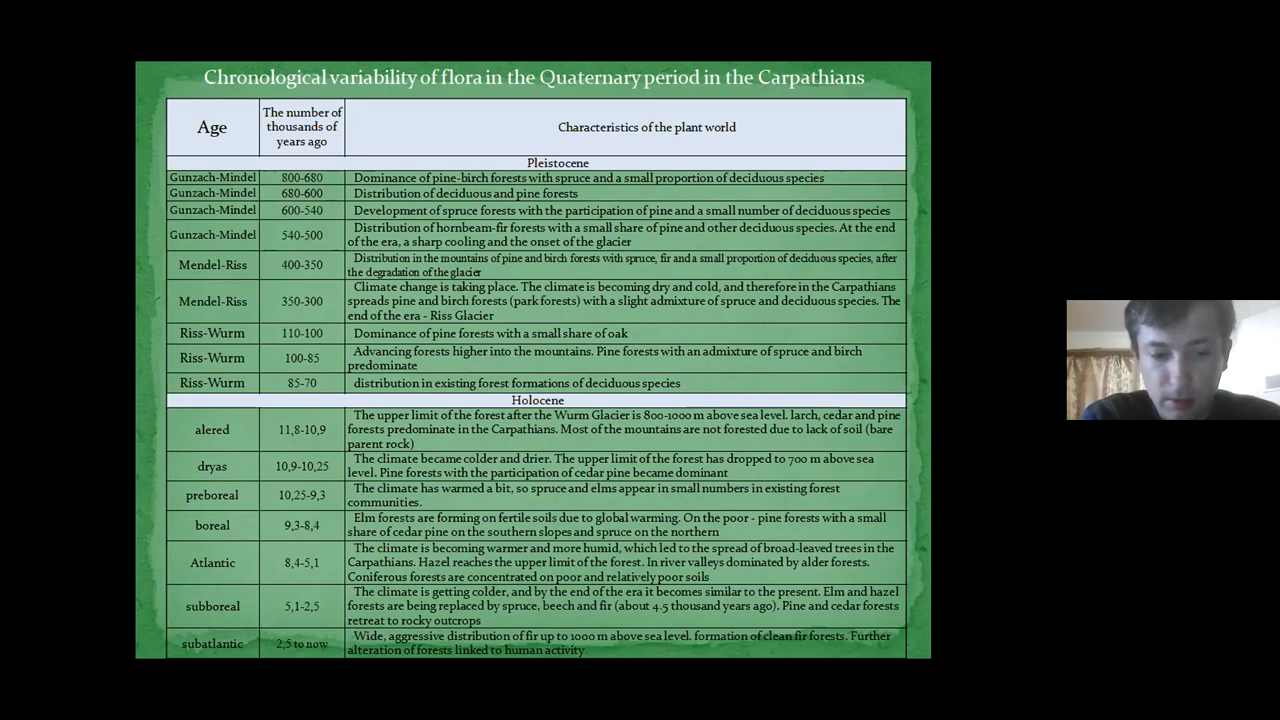 Chronological variability of flora in the Quaternary period in the Carpathians
Age
The number of
thousands of
years ago
Characteristics of the plant world
Pleistocene
Gunzach-Mindel 800-680 Dominance of pine-birch forests with spruce and a small proportion of deciduous species
Gunzach-Mindel 680-600 Distribution of deciduous and pine forests
Gunzach-Mindel 600-540 Development of spruce forests with the participation of pine and a small number of deciduous species
Gunzach-Mindel 540-500 Distribution of hornbeam-fir forests with a small share of pine and other deciduous species. At the end
of the era, a sharp cooling and the onset of the glacier
Mendel-Riss 400-350 Distribution in the mountains of pine and birch forests with spruce, fir and a small proportion of deciduous species, after
the degradation of the glacier
Mendel-Riss 350-300 Climate change is taking place. The climate is becoming dry and cold, and therefore in the Carpathians
spreads pine and birch forests (park forests) with a slight admixture of spruce and deciduous species. The
end of the era - Riss Glacier
Riss-Wurm 110-100 Dominance of pine forests with a small share of oak
Riss-Wurm 100-85 Advancing forests higher into the mountains. Pine forests with an admixture of spruce and birch
predominate
Riss-Wurm 85-70 distribution in existing forest formations of deciduous species
Holocene
alered 11,8-10,9 The upper limit of the forest after the Wurm Glacier is 800-1000 m above sea level. larch, cedar and pine
forests predominate in the Carpathians. Most of the mountains are not forested due to lack of soil (bare
parent rock)
dryas 10,9-10,25 The climate became colder and drier. The upper limit of the forest has dropped to 700 m above sea
level. Pine forests with the participation of cedar pine became dominant
preboreal 10,25-9,3 The climate has warmed a bit, so spruce and elms appear in small numbers in existing forest
communities.
boreal 9,3-8,4 Elm forests are forming on fertile soils due to global warming. On the poor - pine forests with a small
share of cedar pine on the southern slopes and spruce on the northern
Atlantic 8,4-5,1 The climate is becoming warmer and more humid, which led to the spread of broad-leaved trees in the
Carpathians. Hazel reaches the upper limit of the forest. In river valleys dominated by alder forests.
Coniferous forests are concentrated on poor and relatively poor soils
subboreal 5,1-2,5 The climate is getting colder, and by the end of the era it becomes similar to the present. Elm and hazel
forests are being replaced by spruce, beech and fir (about 4.5 thousand years ago). Pine and cedar forests
retreat to rocky outcrops
subatlantic 2,5 to now Wide, aggressive distribution of fir up to 1000 m above sea level. formation of clean fir forests. Further
alteration of forests linked to human activity